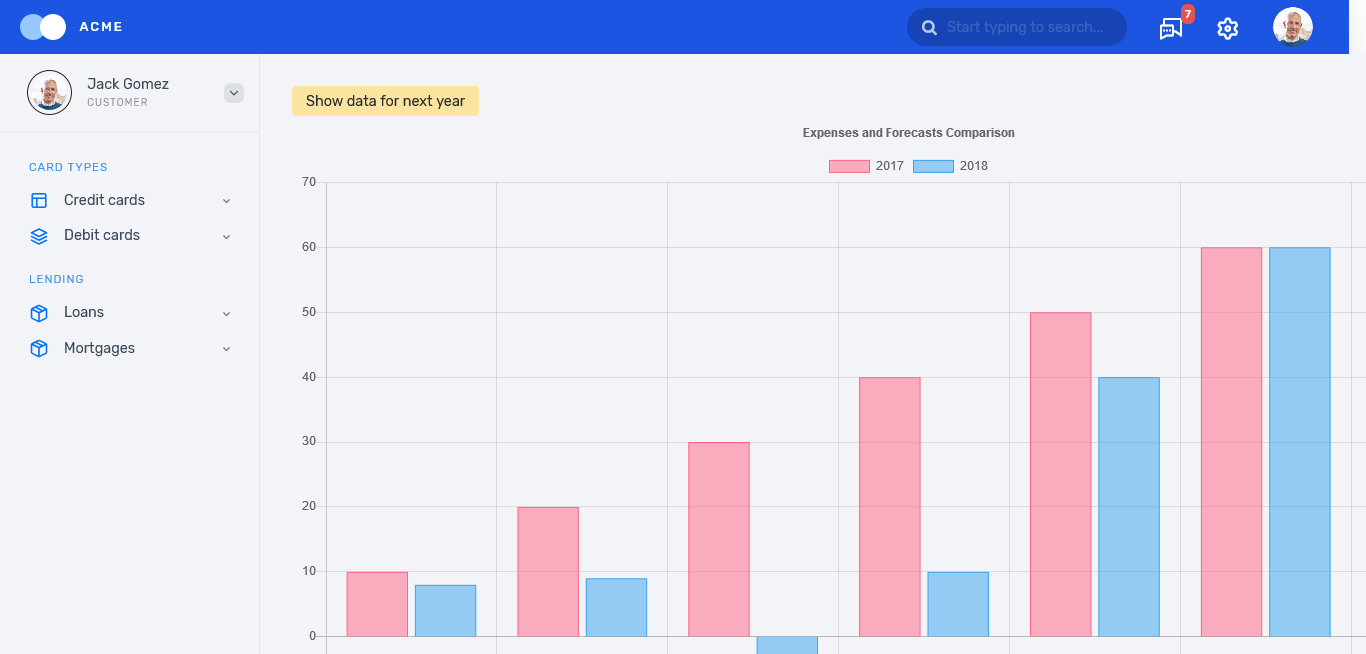 ACME
Start typing to search...
7
Jack Gomez
CUSTOMER
CARD TYPES
Credit cards
Debit cards
LENDING
Loans
Mortgages
Show data for next year
Expenses and Forecasts Comparison
2017 2018
70
60
50
40
30
20
10
0